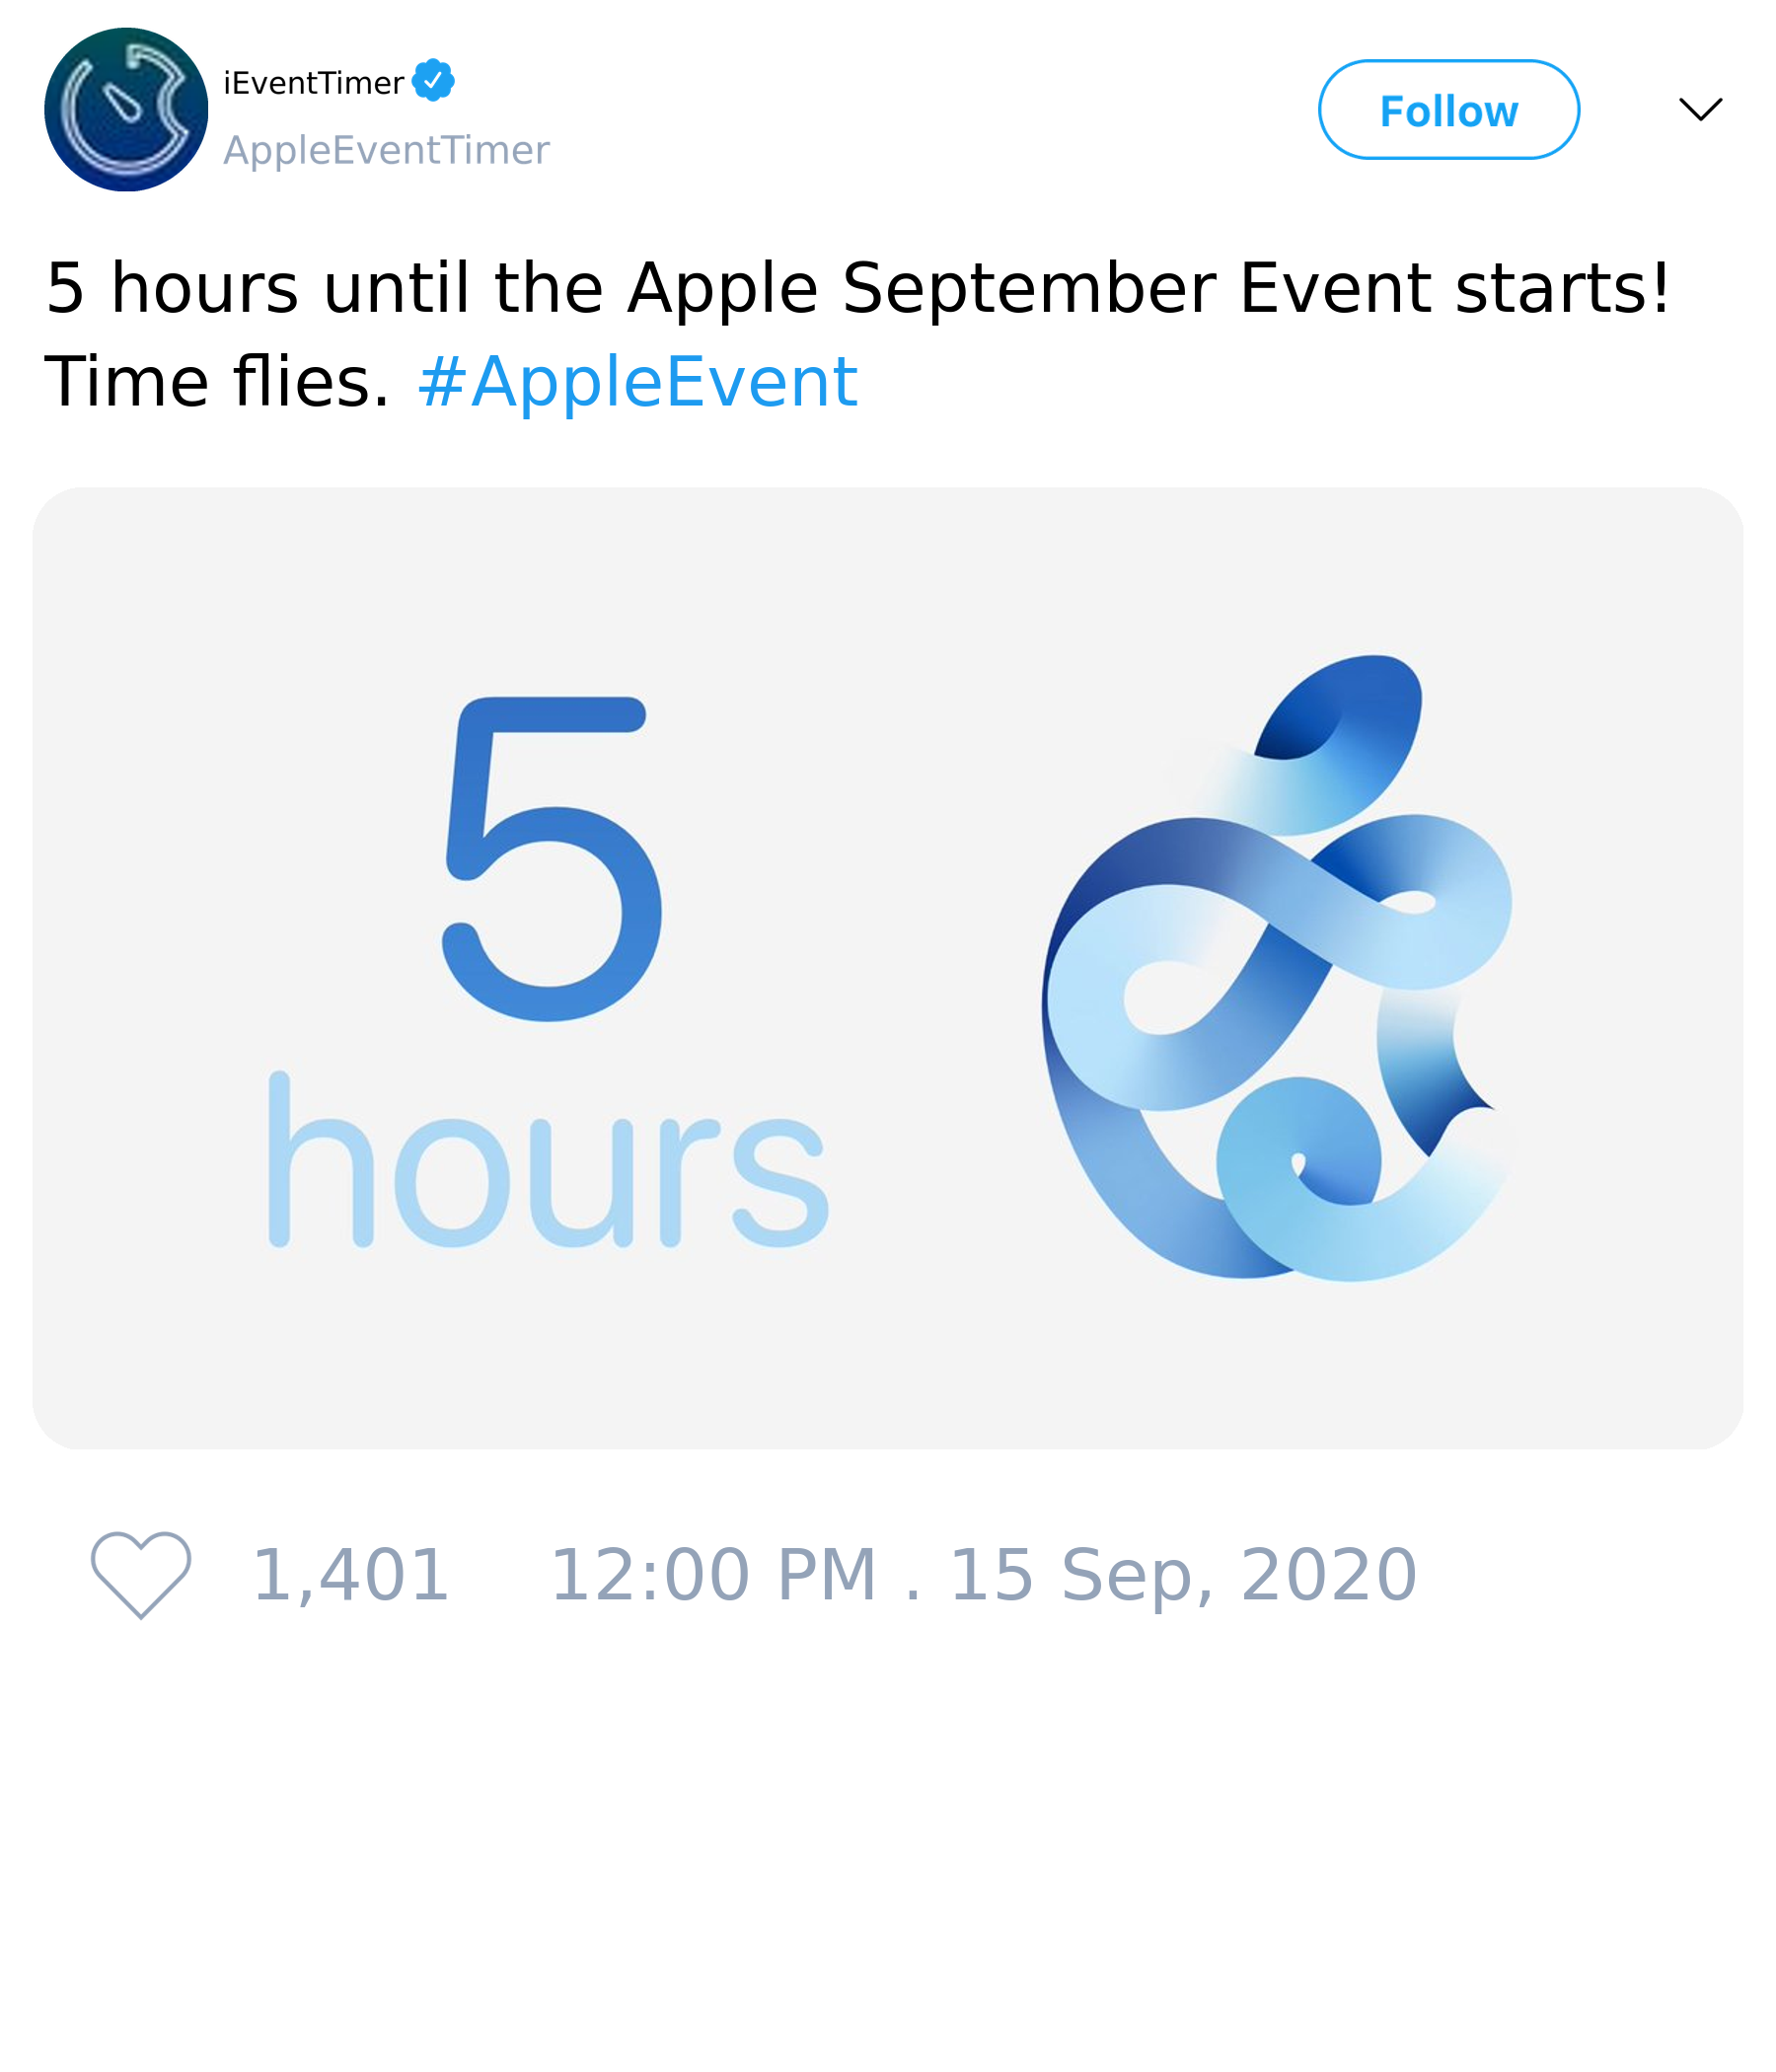 iEventTimer
AppleEventTimer
Follow
5 hours until the Apple September Event starts!
Time flies. #AppleEvent
5
hours
1,401 12:00 PM . 15 Sep, 2020